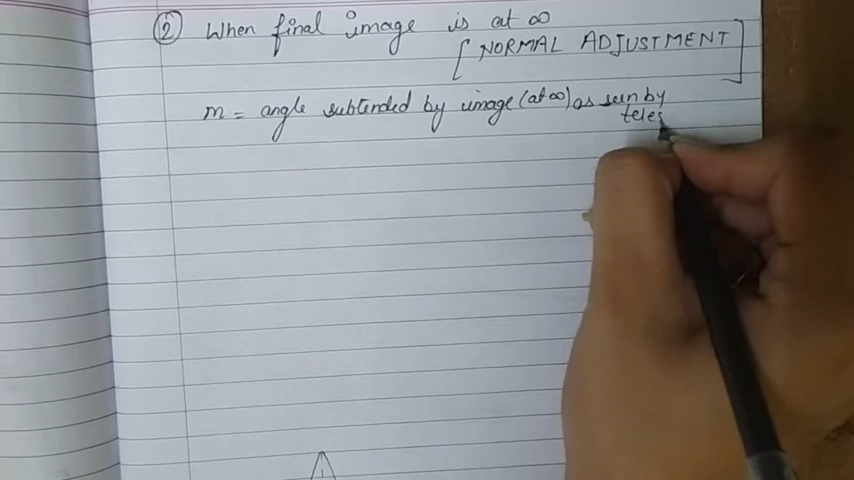 ② When final image is at ∞
[NORMAL ADJUSTMENT]
m = angle subtended by image (at ∞) as seen by
teles